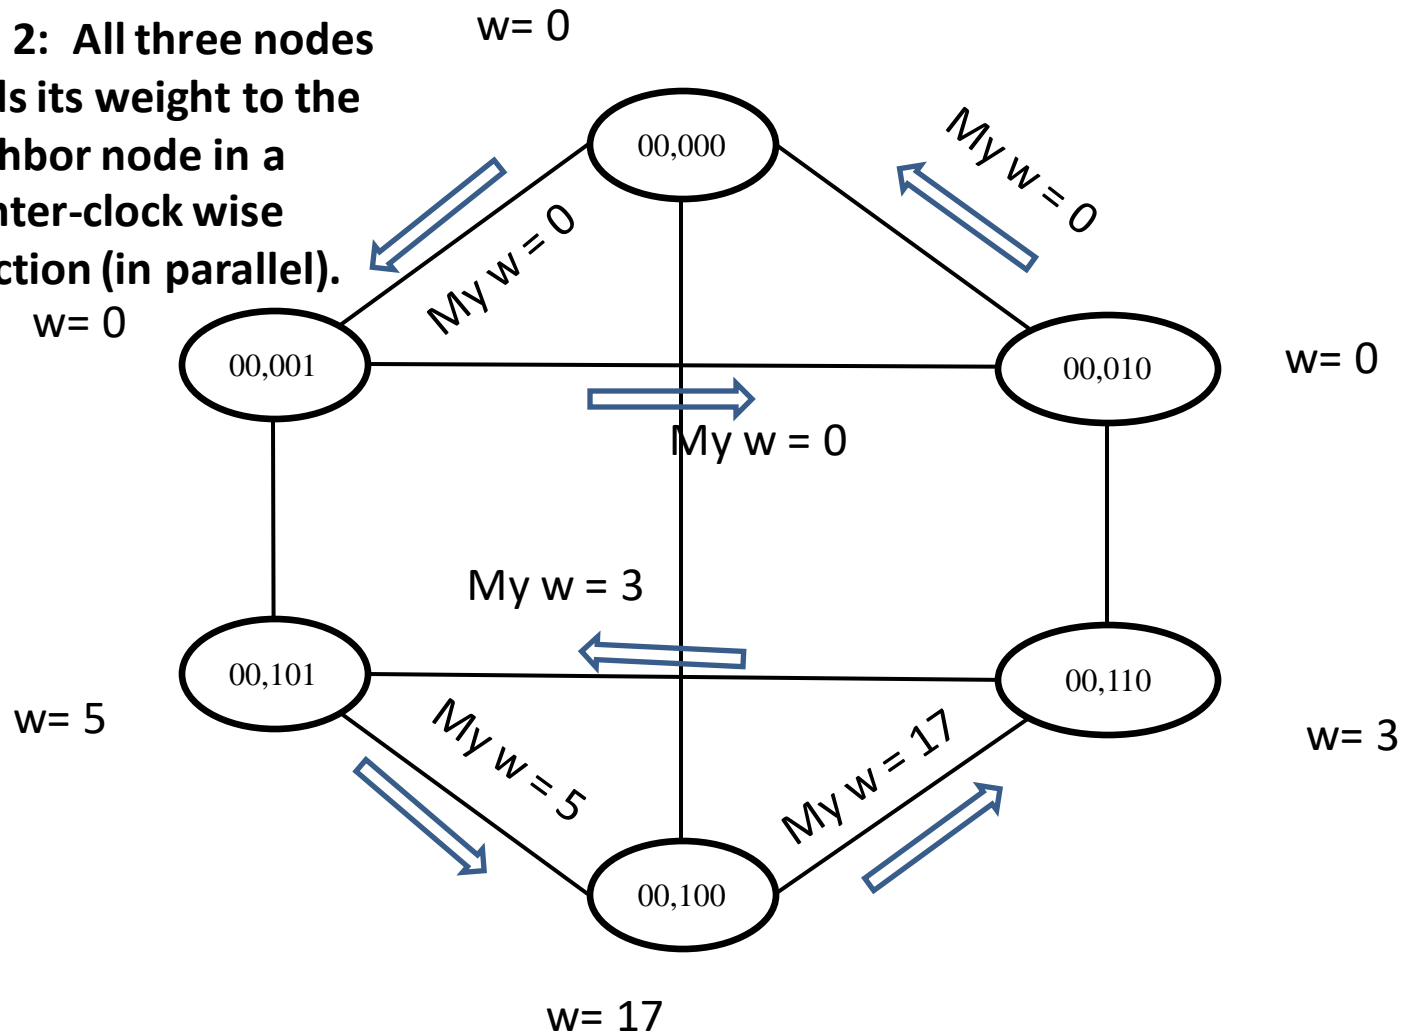 w= 0
2: All three nodes
ls its weight to the
hbor node in a
nter-clock wise
ction (in parallel).
00,000
My w = 0
My w = 0
w= 0
00,001
00,010
w= 0
My w = 0
My w = 3
00,101
00,110
w= 5
My w = 5
My w = 17
w= 3
00,100
w= 17